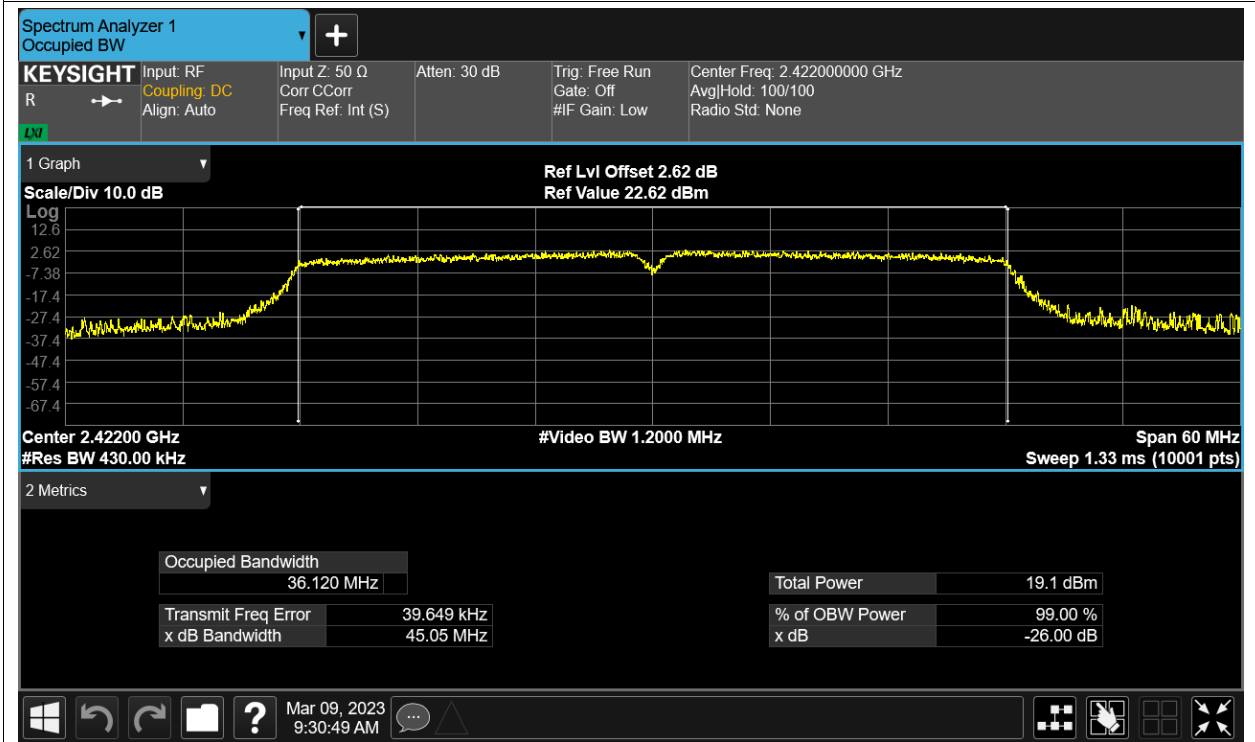 Spectrum Analyzer 1
Occupied BW
KEYSIGHT
R
LXI
Input: RF
Coupling: DC
Align: Auto
Input Z: 50 Ω
Corr CCorr
Freq Ref: Int (S)
Atten: 30 dB
Trig: Free Run
Gate: Off
#IF Gain: Low
Center Freq: 2.422000000 GHz
Avg|Hold: 100/100
Radio Std: None
1 Graph
Scale/Div 10.0 dB
Ref Lvl Offset 2.62 dB
Ref Value 22.62 dBm
Log
12.6
2.62
-7.38
-17.4
-27.4
-37.4
-47.4
-57.4
-67.4
Center 2.42200 GHz
#Video BW 1.2000 MHz
Span 60 MHz
#Res BW 430.00 kHz
Sweep 1.33 ms (10001 pts)
2 Metrics
Occupied Bandwidth
36.120 MHz
Total Power 19.1 dBm
Transmit Freq Error 39.649 kHz
% of OBW Power 99.00 %
x dB Bandwidth 45.05 MHz
x dB -26.00 dB
?
Mar 09, 2023
9:30:49 AM